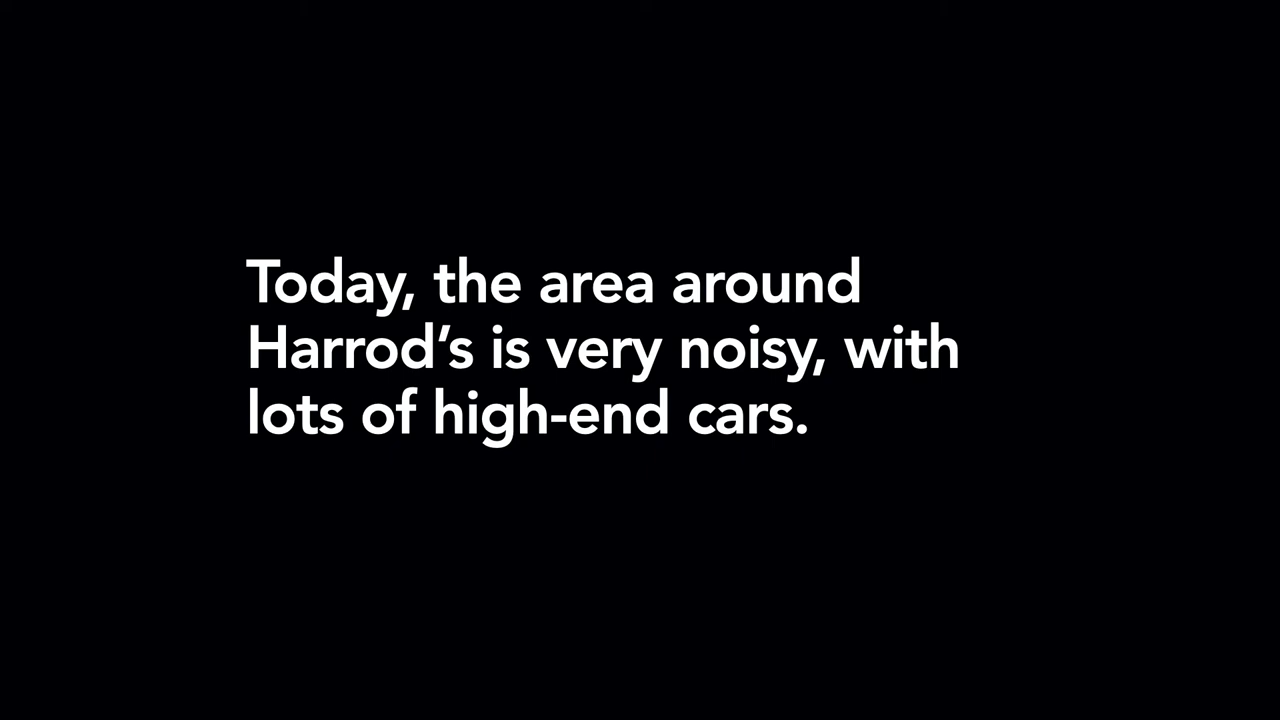 Today, the area around
Harrod’s is very noisy, with
lots of high-end cars.